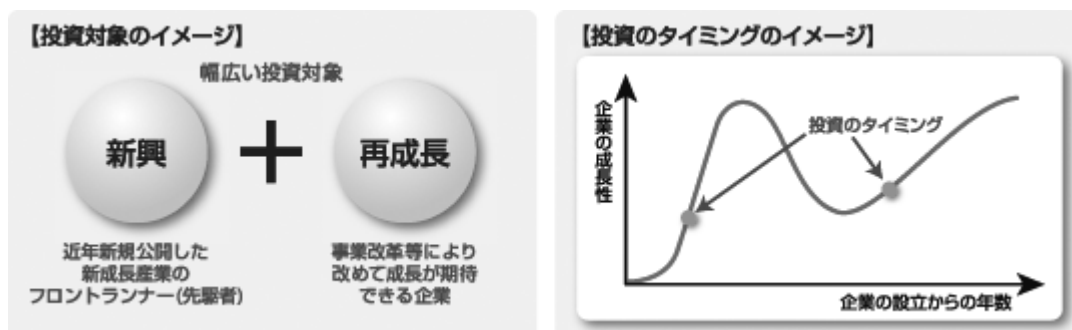 【投資対象のイメージ】
幅広い投資対象
新興
再成長
近年新規公開した
新成長産業の
フロントランナー(先駆者)
事業改革等により
改めて成長が期待
できる企業
【投資のタイミングのイメージ】
企業の成長性
投資のタイミング
企業の設立からの年数